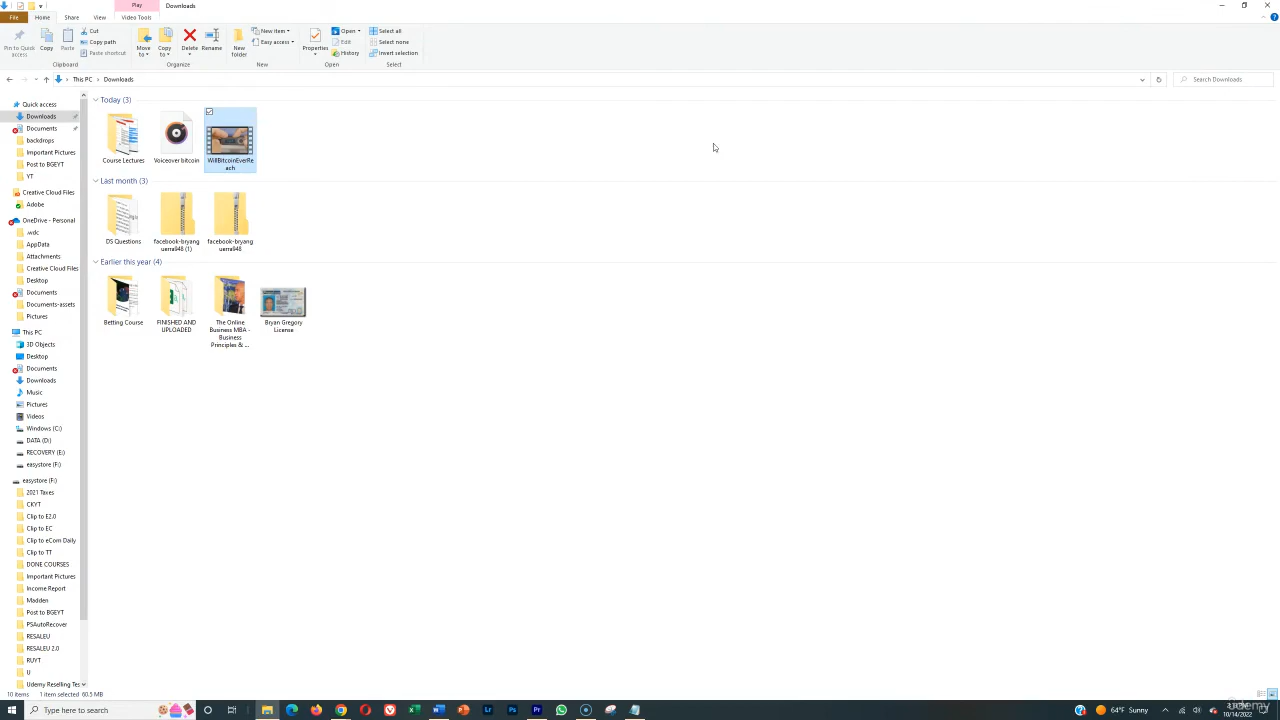 Play
Downloads
File
Home
Share
View
Video Tools
Pin to Quick access
Copy
Paste
Cut
Copy path
Paste shortcut
Clipboard
Move to
Copy to
Delete
Rename
Organize
New folder
New item
Easy access
New
Properties
Open
Edit
History
Open
Select all
Select none
Invert selection
Select
This PC > Downloads
Search Downloads
Quick access
Downloads
Documents
backdrops
Important Pictures
Post to BGEYT
YT
Creative Cloud Files
Adobe
OneDrive - Personal
.wdc
AppData
Attachments
Creative Cloud Files
Desktop
Documents
Documents-assets
Pictures
This PC
3D Objects
Desktop
Documents
Downloads
Music
Pictures
Videos
Windows (C:)
DATA (D:)
RECOVERY (E:)
easystore (F:)
easystore (F:)
2021 Taxes
CKYT
Clip to E2.0
Clip to EC
Clip to eCom Daily
Clip to TT
DONE COURSES
Important Pictures
Income Report
Madden
Post to BGEYT
PSAutoRecover
RESALEU
RESALEU 2.0
RUYT
U
Udemy Reselling Tes
Today (3)
Course Lectures
Voiceover bitcoin
WillBitcoinEverRe
ach
Last month (3)
DS Questions
facebook-bryang
uerra948 (1)
facebook-bryang
uerra948
Earlier this year (4)
Betting Course
FINISHED AND
UPLOADED
The Online
Business MBA -
Business
Principles & ...
Bryan Gregory
License
10 items
1 item selected 60.5 MB
Type here to search
64°F Sunny
10/14/2022
udemy